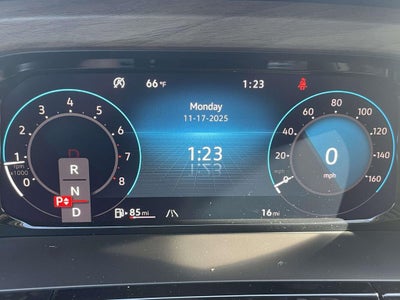 66 °F 1:23
Monday
11-17-2025
1:23
0 1 2 3 4 5 6 7 8
rpm
x1000
P
R
N
D
0 20 40 60 80 100 120 140 160
0
mph
85 mi
16 mi